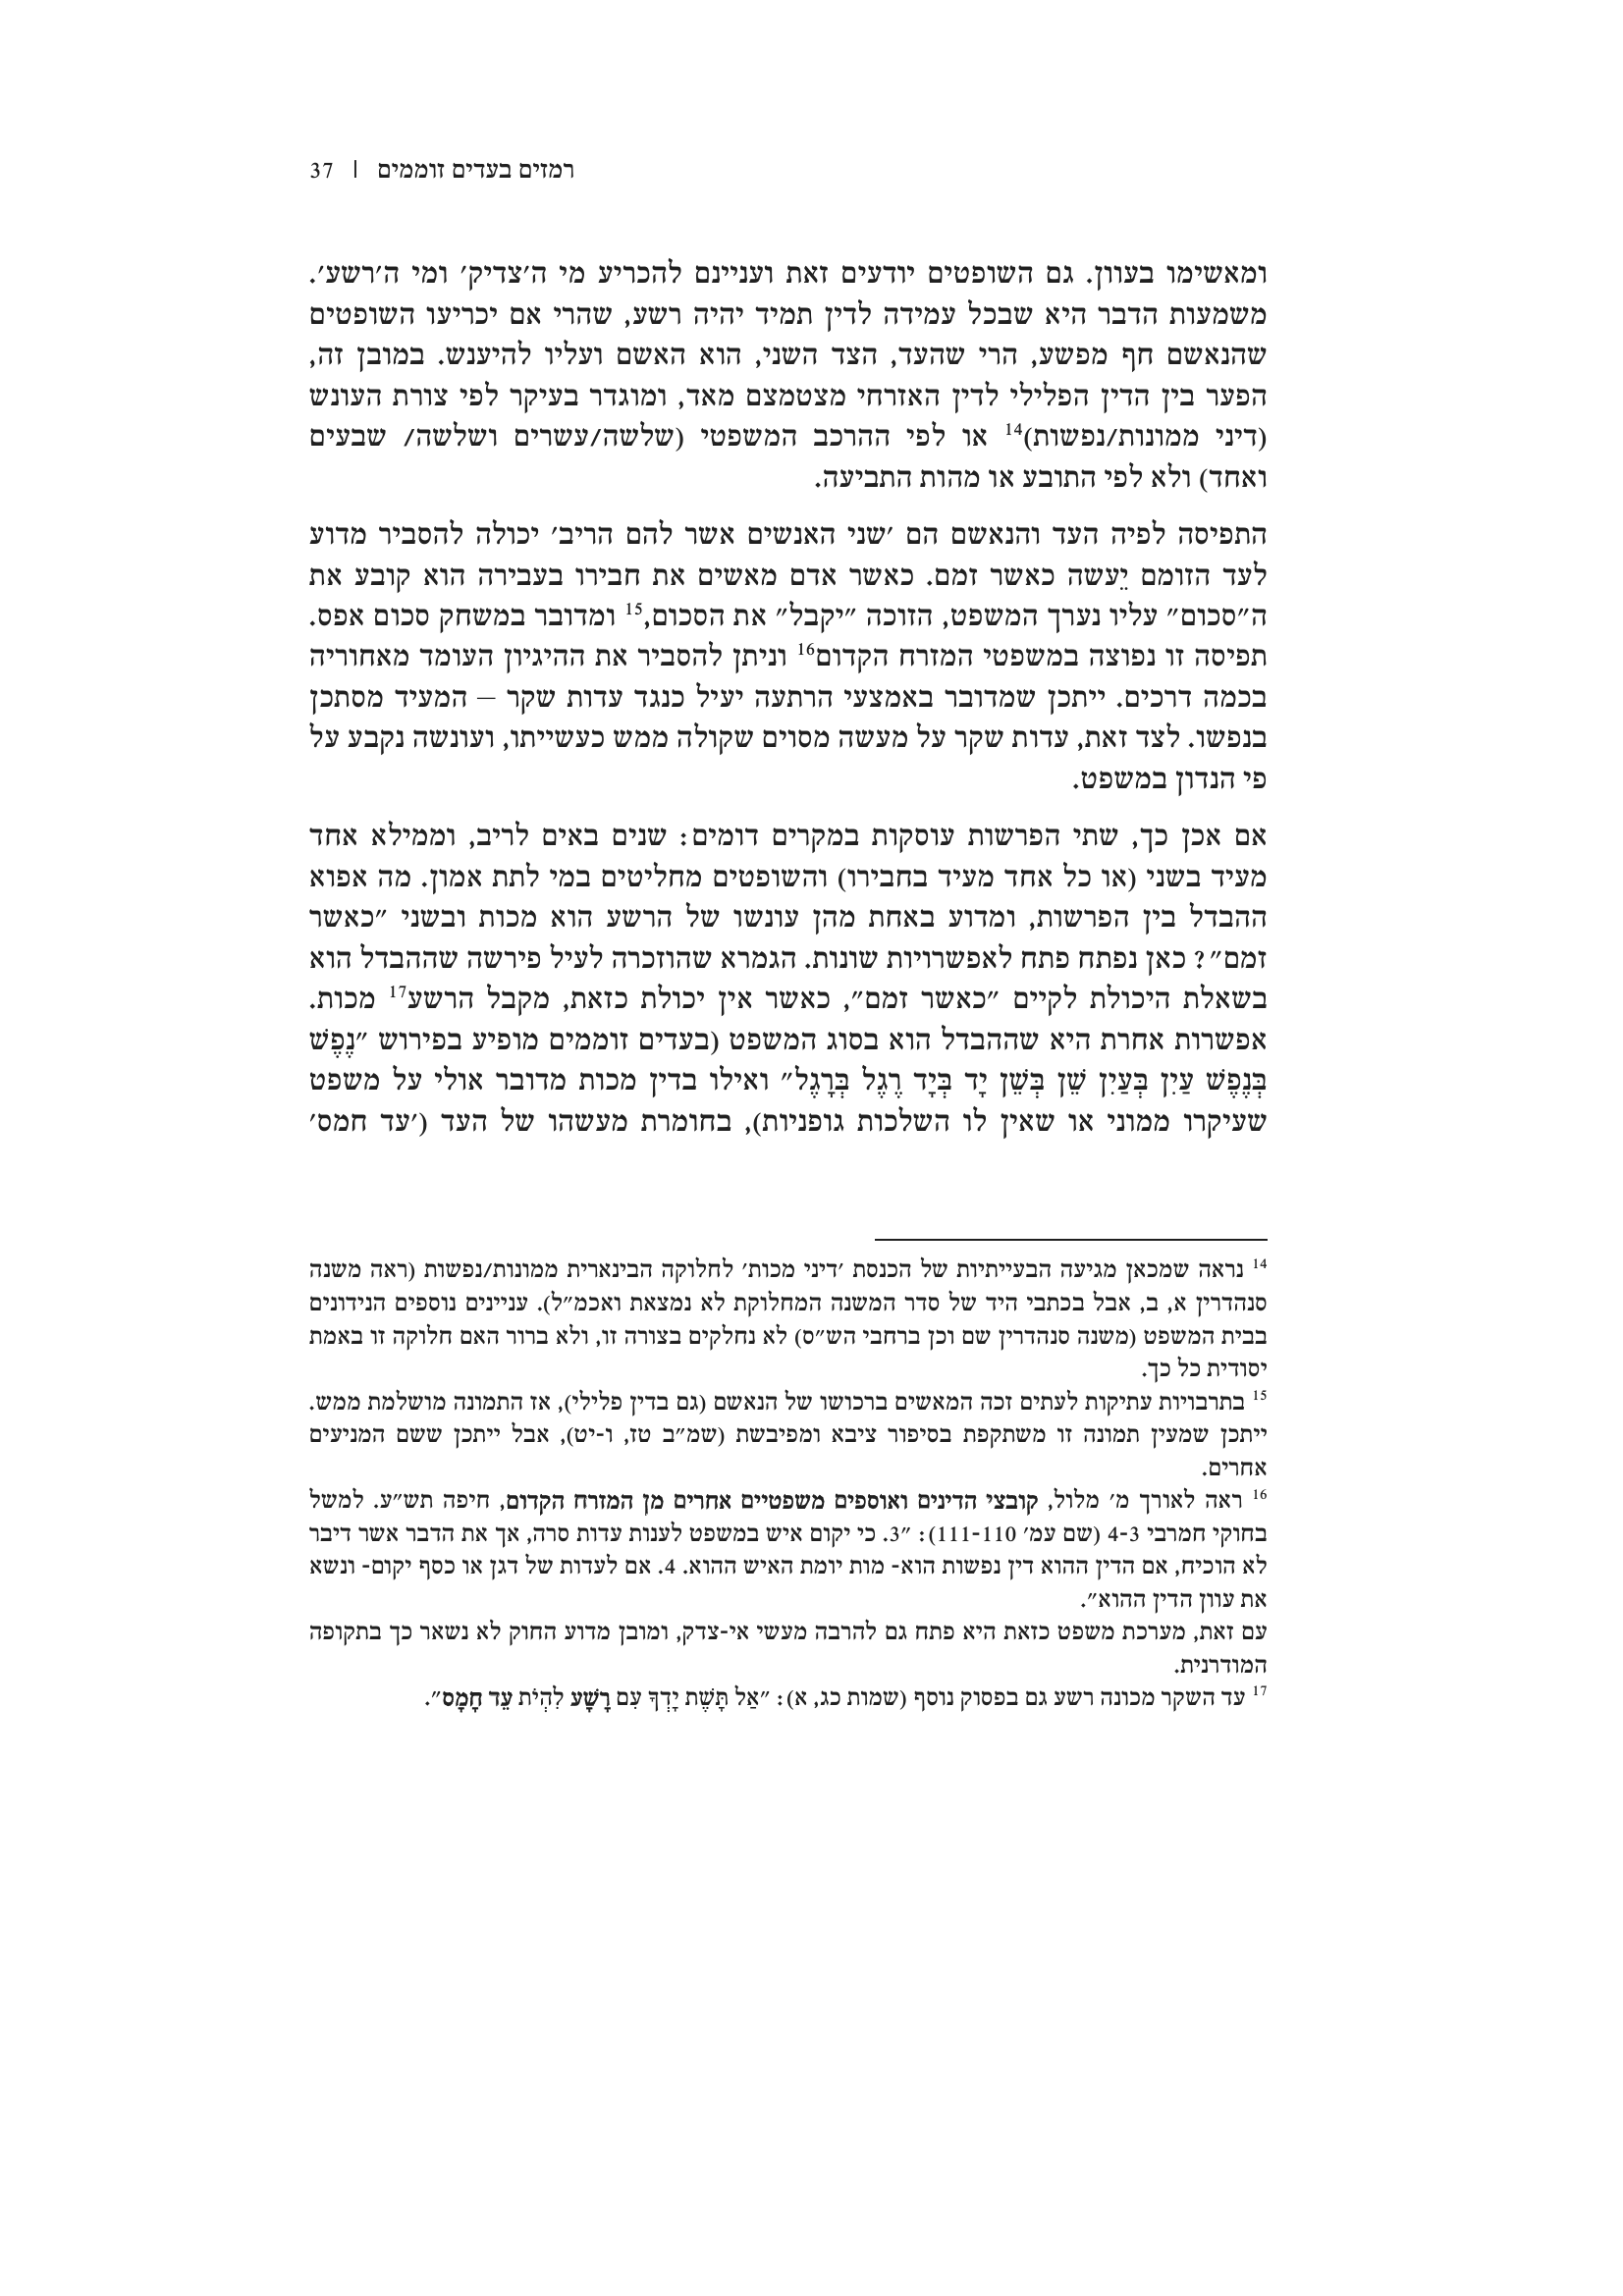 רמזים בעדים זוממים | 37
ומאשימו בעוון. גם השופטים יודעים זאת ועניינם להכריע מי ה׳צדיק׳ ומי ה׳רשע׳.
משמעות הדבר היא שבכל עמידה לדין תמיד יהיה רשע, שהרי אם יכריעו השופטים
שהנאשם חף מפשע, הרי שהעד, הצד השני, הוא האשם ועליו להיענש. במובן זה,
הפער בין הדין הפלילי לדין האזרחי מצטמצם מאד, ומוגדר בעיקר לפי צורת העונש
(דיני ממונות/נפשות)14 או לפי ההרכב המשפטי (שלשה/עשרים ושלשה/ שבעים
ואחד) ולא לפי התובע או מהות התביעה.
התפיסה לפיה העד והנאשם הם ׳שני האנשים אשר להם הריב׳ יכולה להסביר מדוע
לעד הזומם יֵעשה כאשר זמם. כאשר אדם מאשים את חבירו בעבירה הוא קובע את
ה״סכום״ עליו נערך המשפט, הזוכה ״יקבל״ את הסכום,15 ומדובר במשחק סכום אפס.
תפיסה זו נפוצה במשפטי המזרח הקדום16 וניתן להסביר את ההיגיון העומד מאחוריה
בכמה דרכים. ייתכן שמדובר באמצעי הרתעה יעיל כנגד עדות שקר – המעיד מסתכן
בנפשו. לצד זאת, עדות שקר על מעשה מסוים שקולה ממש כעשייתו, ועונשה נקבע על
פי הנדון במשפט.
אם אכן כך, שתי הפרשות עוסקות במקרים דומים: שנים באים לריב, וממילא אחד
מעיד בשני (או כל אחד מעיד בחבירו) והשופטים מחליטים במי לתת אמון. מה אפוא
ההבדל בין הפרשות, ומדוע באחת מהן עונשו של הרשע הוא מכות ובשני ״כאשר
זמם״? כאן נפתח פתח לאפשרויות שונות. הגמרא שהוזכרה לעיל פירשה שההבדל הוא
בשאלת היכולת לקיים ״כאשר זמם״, כאשר אין יכולת כזאת, מקבל הרשע17 מכות.
אפשרות אחרת היא שההבדל הוא בסוג המשפט (בעדים זוממים מופיע בפירוש ״נֶפֶשׁ
בְּנֶפֶשׁ עַיִן בְּעַיִן שֵׁן בְּשֵׁן יָד בְּיָד רֶגֶל בְּרָגֶל״ ואילו בדין מכות מדובר אולי על משפט
שעיקרו ממוני או שאין לו השלכות גופניות), בחומרת מעשהו של העד (׳עד חמס׳
14 נראה שמכאן מגיעה הבעייתיות של הכנסת ׳דיני מכות׳ לחלוקה הבינארית ממונות/נפשות (ראה משנה
סנהדרין א, ב, אבל בכתבי היד של סדר המשנה המחלוקת לא נמצאת ואכמ״ל). עניינים נוספים הנידונים
בבית המשפט (משנה סנהדרין שם וכן ברחבי הש״ס) לא נחלקים בצורה זו, ולא ברור האם חלוקה זו באמת
יסודית כל כך.
15 בתרבויות עתיקות לעתים זכה המאשים ברכושו של הנאשם (גם בדין פלילי), אז התמונה מושלמת ממש.
ייתכן שמעין תמונה זו משתקפת בסיפור ציבא ומפיבשת (שמ״ב טז, ו-יט), אבל ייתכן ששם המניעים
אחרים.
16 ראה לאורך מ׳ מלול, קובצי הדינים ואוספים משפטיים אחרים מן המזרח הקדום, חיפה תש״ע. למשל
בחוקי חמרבי 4-3 (שם עמ׳ 111-110): ״3. כי יקום איש במשפט לענות עדות סרה, אך את הדבר אשר דיבר
לא הוכיח, אם הדין ההוא דין נפשות הוא- מות יומת האיש ההוא. 4. אם לעדות של דגן או כסף יקום- ונשא
את עוון הדין ההוא״.
עם זאת, מערכת משפט כזאת היא פתח גם להרבה מעשי אי-צדק, ומובן מדוע החוק לא נשאר כך בתקופה
המודרנית.
17 עד השקר מכונה רשע גם בפסוק נוסף (שמות כג, א): ״אַל תָּשֶׁת יָדְךָ עִם רָשָׁע לִהְיֹת עֵד חָמָס״.